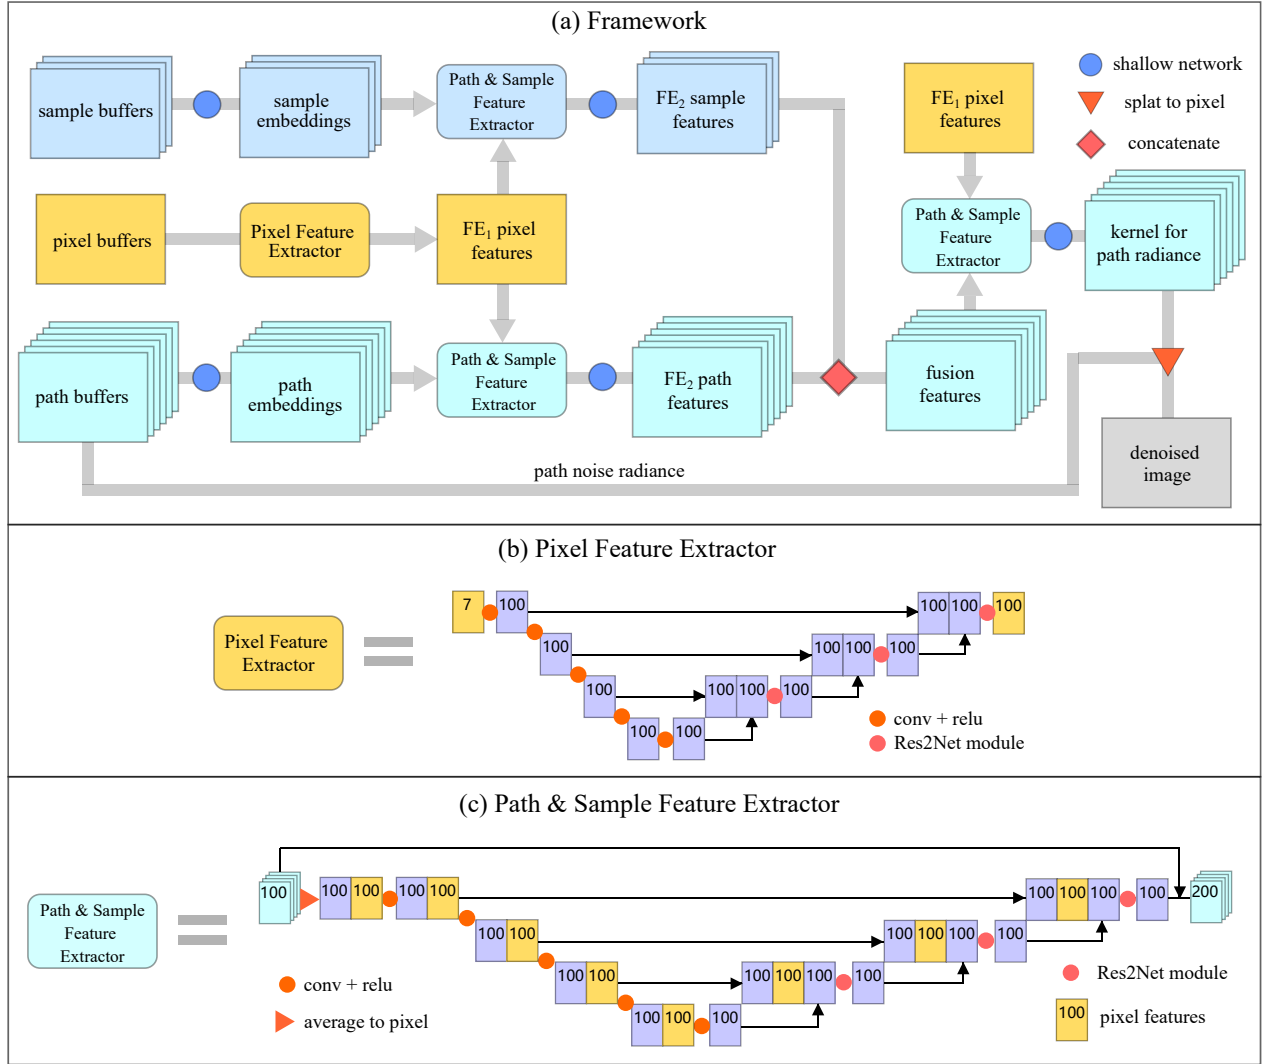 (a) Framework
sample buffers
sample
embeddings
Path & Sample
Feature
Extractor
FE₂ sample
features
FE₁ pixel
features
shallow network
splat to pixel
concatenate
pixel buffers
Pixel Feature
Extractor
FE₁ pixel
features
Path & Sample
Feature
Extractor
kernel for
path radiance
path buffers
path
embeddings
Path & Sample
Feature
Extractor
FE₂ path
features
fusion
features
path noise radiance
denoised
image
(b) Pixel Feature Extractor
Pixel Feature
Extractor
7 100 100 100 100
100 100 100 100
100 100 100 100
100 100
conv + relu
Res2Net module
(c) Path & Sample Feature Extractor
Path & Sample
Feature
Extractor
100 100 100 100 100 100 100 100 100 200
100 100 100 100 100 100
100 100 100 100 100 100
100 100 100
conv + relu
average to pixel
Res2Net module
100 pixel features